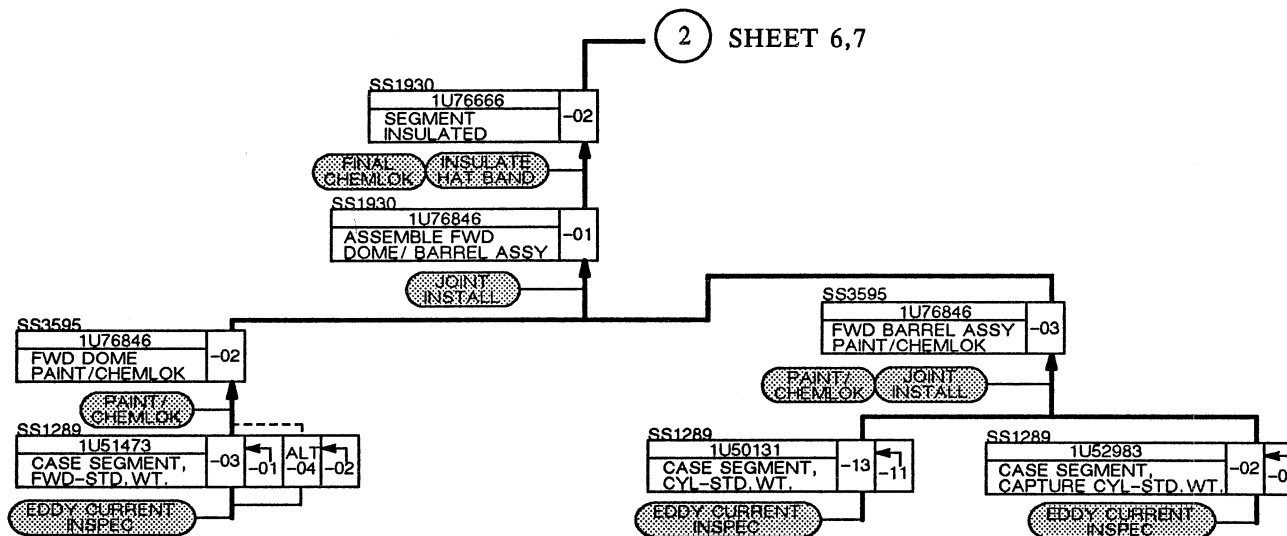 2 SHEET 6,7
SS1930
1U76666
SEGMENT
INSULATED
-02
FINAL
CHEMLOK
INSULATE
HAT BAND
SS1930
1U76846
ASSEMBLE FWD
DOME/ BARREL ASSY
-01
JOINT
INSTALL
SS3595
1U76846
FWD DOME
PAINT/CHEMLOK
-02
SS3595
1U76846
FWD BARREL ASSY
PAINT/CHEMLOK
-03
PAINT/
CHEMLOK
PAINT/
CHEMLOK
JOINT
INSTALL
SS1289
1U51473
CASE SEGMENT,
FWD-STD.WT.
-03
-01
ALT
-04
-02
SS1289
1U50131
CASE SEGMENT,
CYL-STD.WT.
-13
-11
SS1289
1U52983
CASE SEGMENT,
CAPTURE CYL-STD.WT.
-02
EDDY CURRENT
INSPEC
EDDY CURRENT
INSPEC
EDDY CURRENT
INSPEC